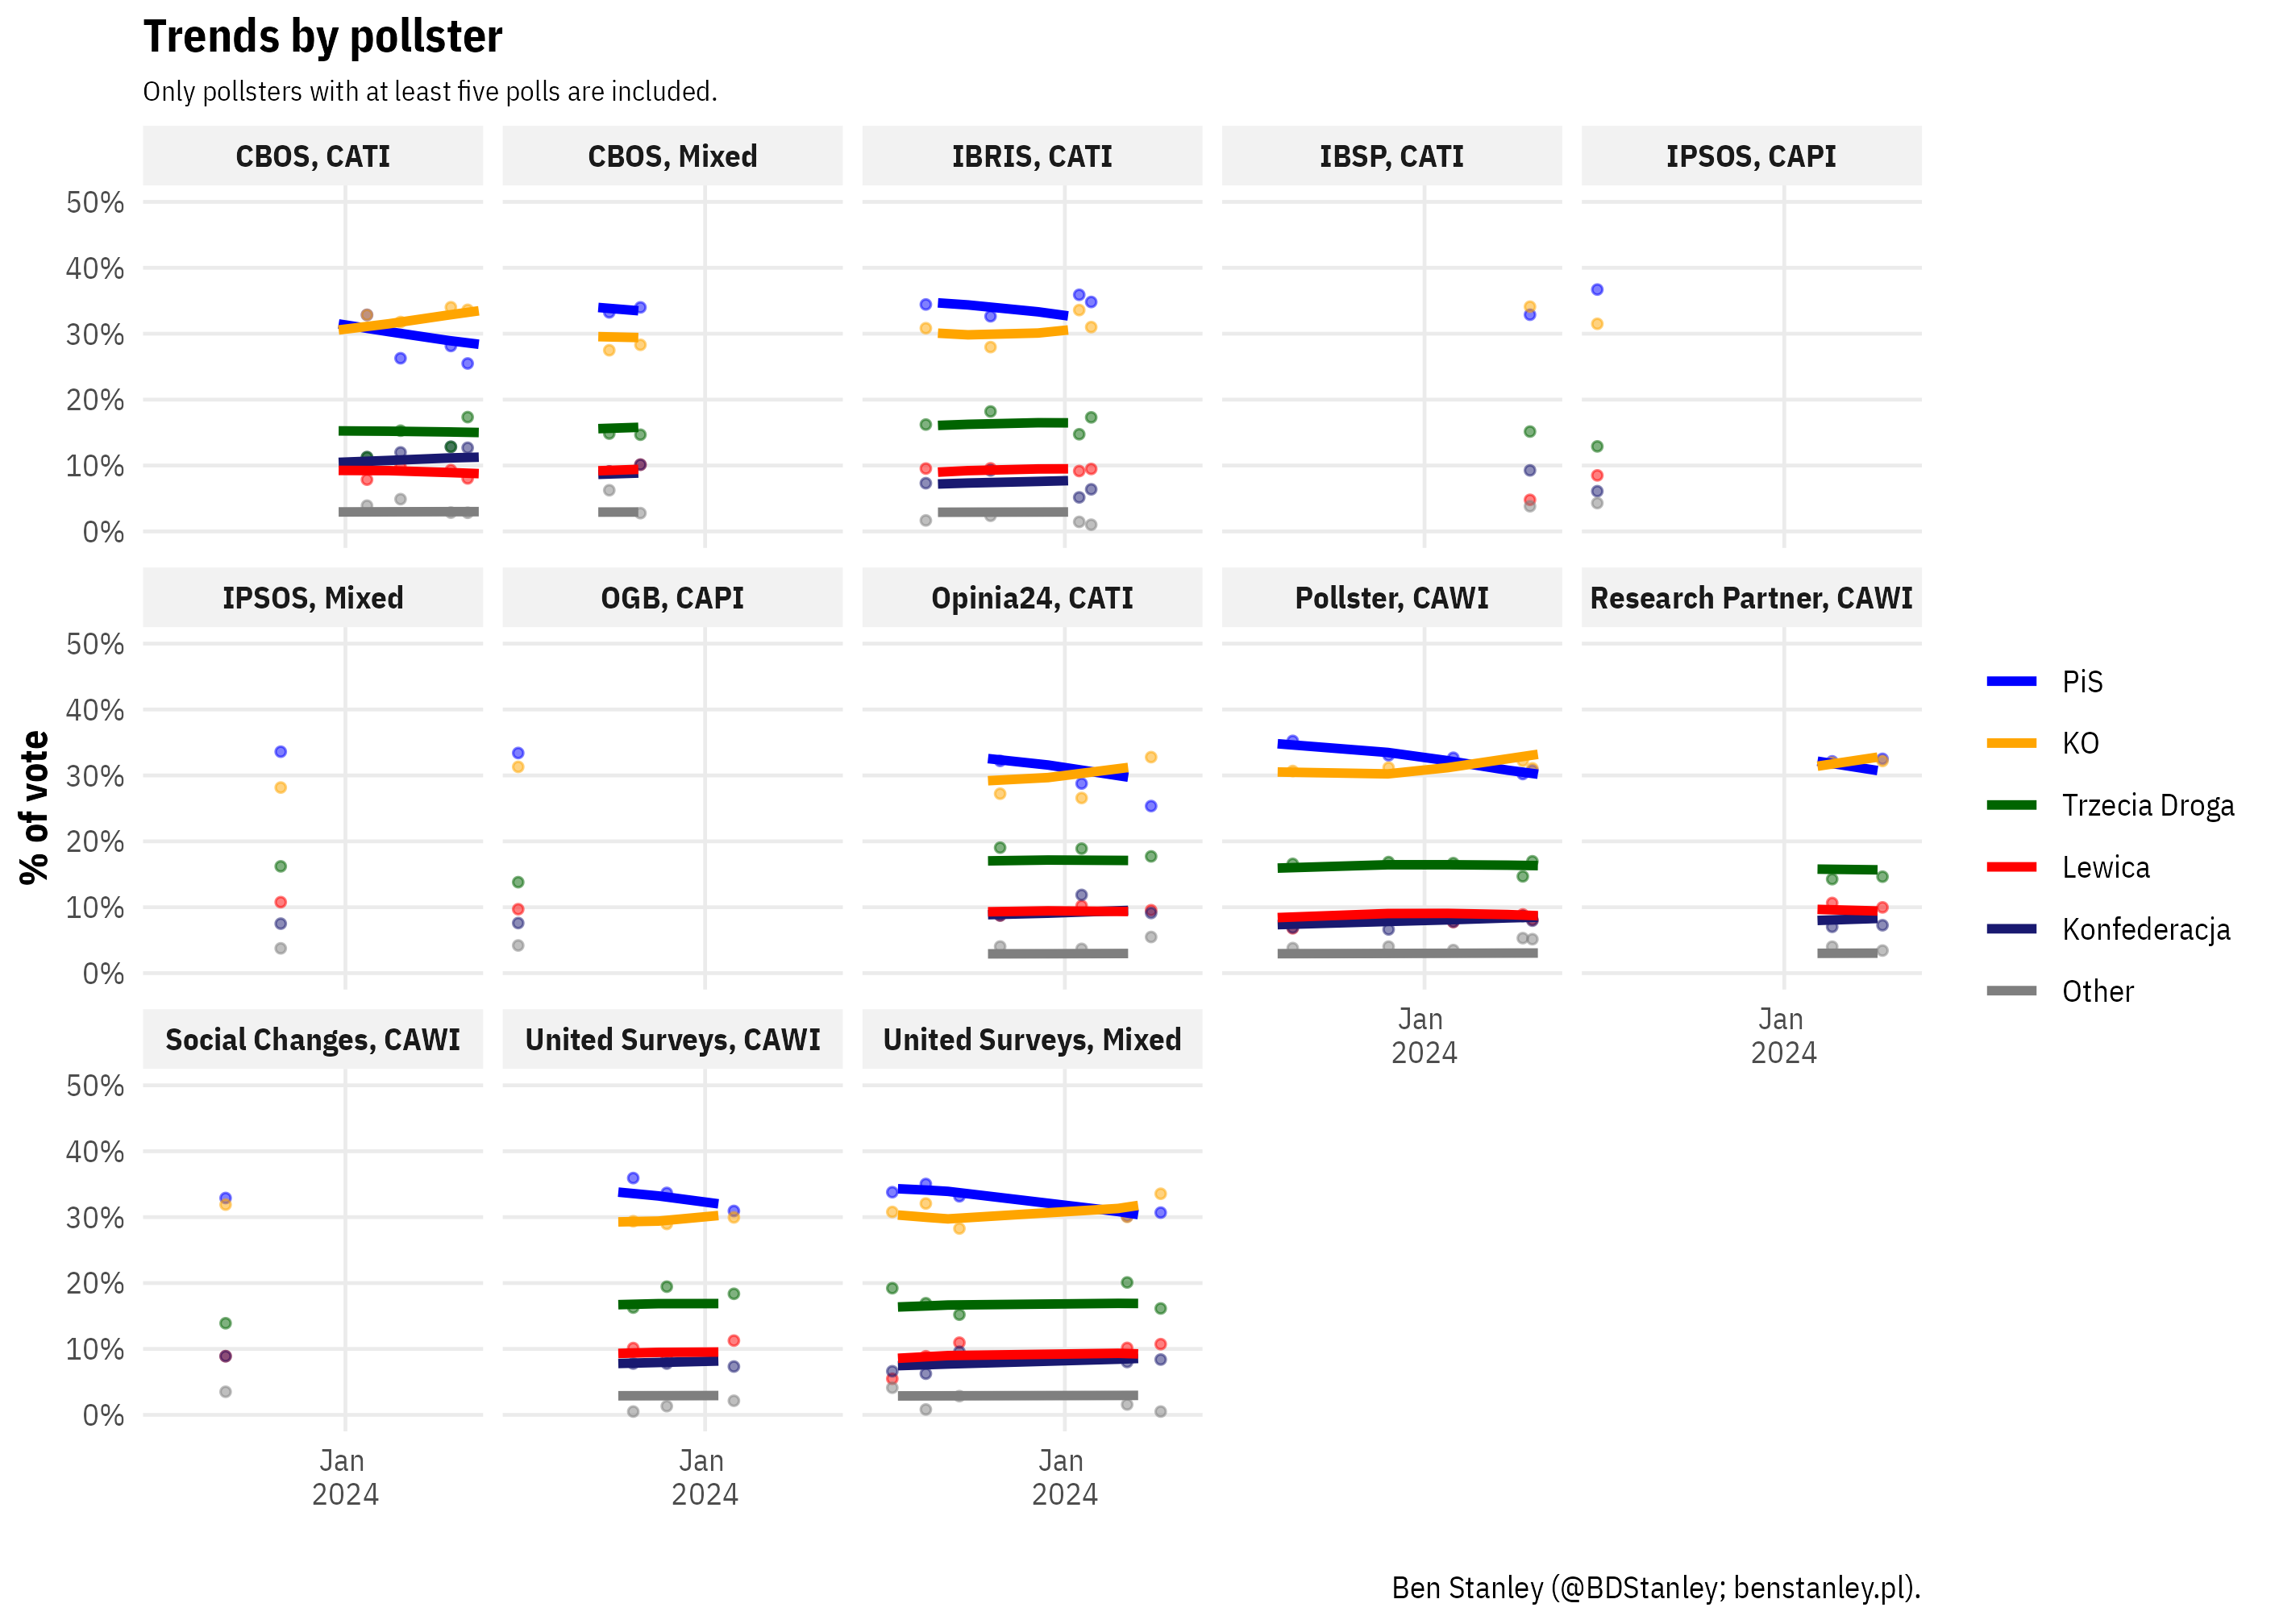 Trends by pollster
Only pollsters with at least five polls are included.
CBOS, CATI
CBOS, Mixed
IBRIS, CATI
IBSP, CATI
IPSOS, CAPI
50%
40%
30%
20%
10%
0%
IPSOS, Mixed
OGB, CAPI
Opinia24, CATI
Pollster, CAWI
Research Partner, CAWI
50%
40%
30%
20%
10%
0%
Jan
2024
Jan
2024
Social Changes, CAWI
United Surveys, CAWI
United Surveys, Mixed
50%
40%
30%
20%
10%
0%
Jan
2024
Jan
2024
Jan
2024
% of vote
PiS
KO
Trzecia Droga
Lewica
Konfederacja
Other
Ben Stanley (@BDStanley; benstanley.pl).